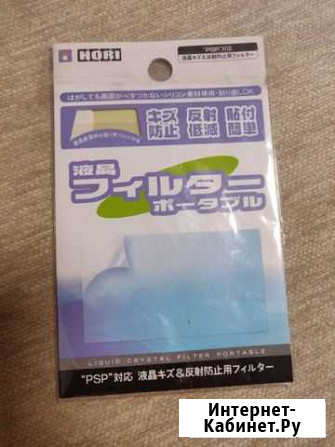 HORI
"PSP"対応
液晶キズ&反射防止用フィルター
はがしても画面がベタつかないシリコン素材使用・貼り直しOK
キズ 反射 貼付
防止 低減 簡単
液晶
フィルター
ポータブル
LIQUID CRYSTAL FILTER PORTABLE
"PSP"対応 液晶キズ&反射防止用フィルター
Интернет-
Кабинет.Ру